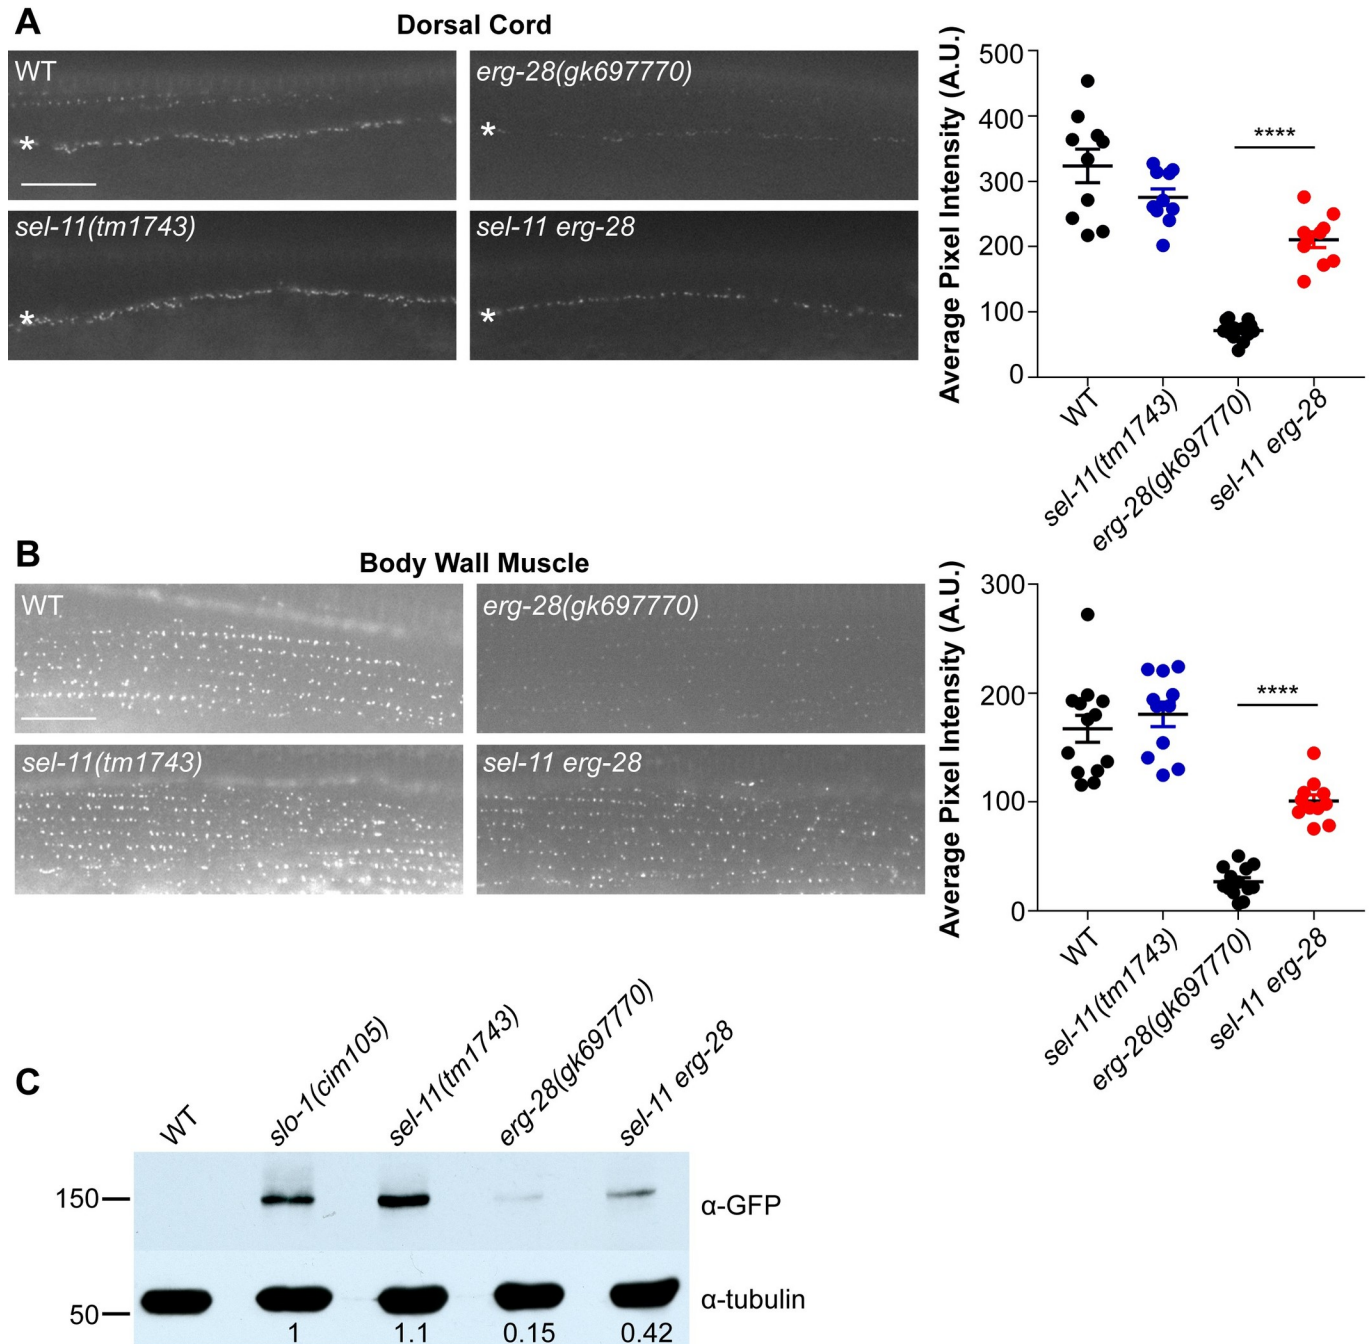 A
Dorsal Cord
WT
erg-28(gk697770)
*
*
sel-11(tm1743)
sel-11 erg-28
*
*
Average Pixel Intensity (A.U.)
500
400
300
200
100
0
****
WT
sel-11(tm1743)
erg-28(gk697770)
sel-11 erg-28
B
Body Wall Muscle
WT
erg-28(gk697770)
sel-11(tm1743)
sel-11 erg-28
Average Pixel Intensity (A.U.)
300
200
100
0
****
WT
sel-11(tm1743)
erg-28(gk697770)
sel-11 erg-28
C
WT
slo-1(cim105)
sel-11(tm1743)
erg-28(gk697770)
sel-11 erg-28
150
α-GFP
50
α-tubulin
1 1.1 0.15 0.42